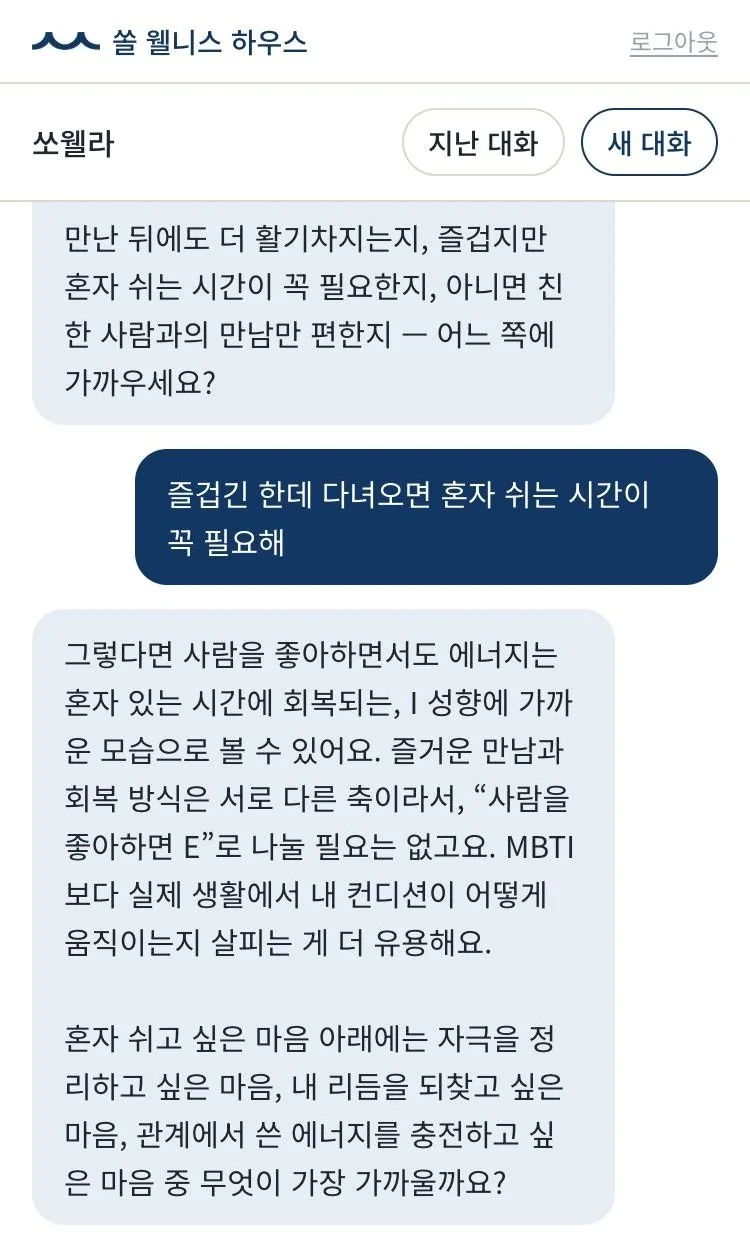 쏠 웰니스 하우스
로그아웃
쏘웰라
지난 대화
새 대화
만난 뒤에도 더 활기차지는지, 즐겁지만
혼자 쉬는 시간이 꼭 필요한지, 아니면 친
한 사람과의 만남만 편한지 — 어느 쪽에
가까우세요?
즐겁긴 한데 다녀오면 혼자 쉬는 시간이
꼭 필요해
그렇다면 사람을 좋아하면서도 에너지는
혼자 있는 시간에 회복되는, I 성향에 가까
운 모습으로 볼 수 있어요. 즐거운 만남과
회복 방식은 서로 다른 축이라서, “사람을
좋아하면 E”로 나눌 필요는 없고요. MBTI
보다 실제 생활에서 내 컨디션이 어떻게
움직이는지 살피는 게 더 유용해요.
혼자 쉬고 싶은 마음 아래에는 자극을 정
리하고 싶은 마음, 내 리듬을 되찾고 싶은
마음, 관계에서 쓴 에너지를 충전하고 싶
은 마음 중 무엇이 가장 가까울까요?